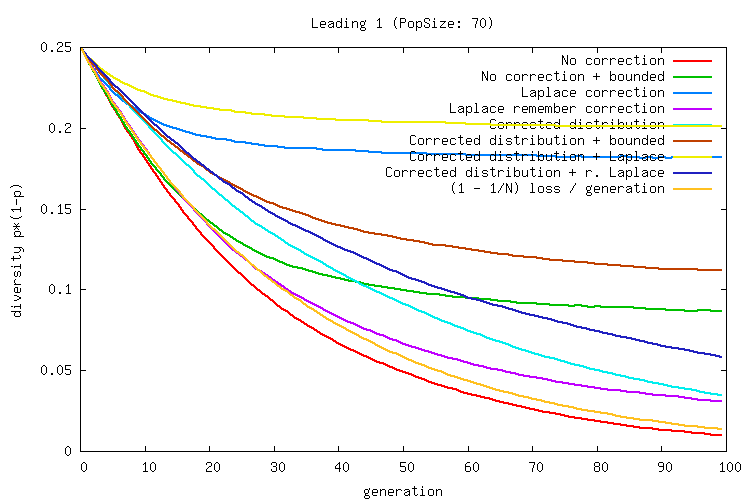 Leading 1 (PopSize: 70)
No correction
No correction + bounded
Laplace correction
Laplace remember correction
Corrected distribution
Corrected distribution + bounded
Corrected distribution + Laplace
Corrected distribution + r. Laplace
(1 - 1/N) loss / generation
diversity p*(1-p)
0.25
0.2
0.15
0.1
0.05
0
0 10 20 30 40 50 60 70 80 90 100
generation